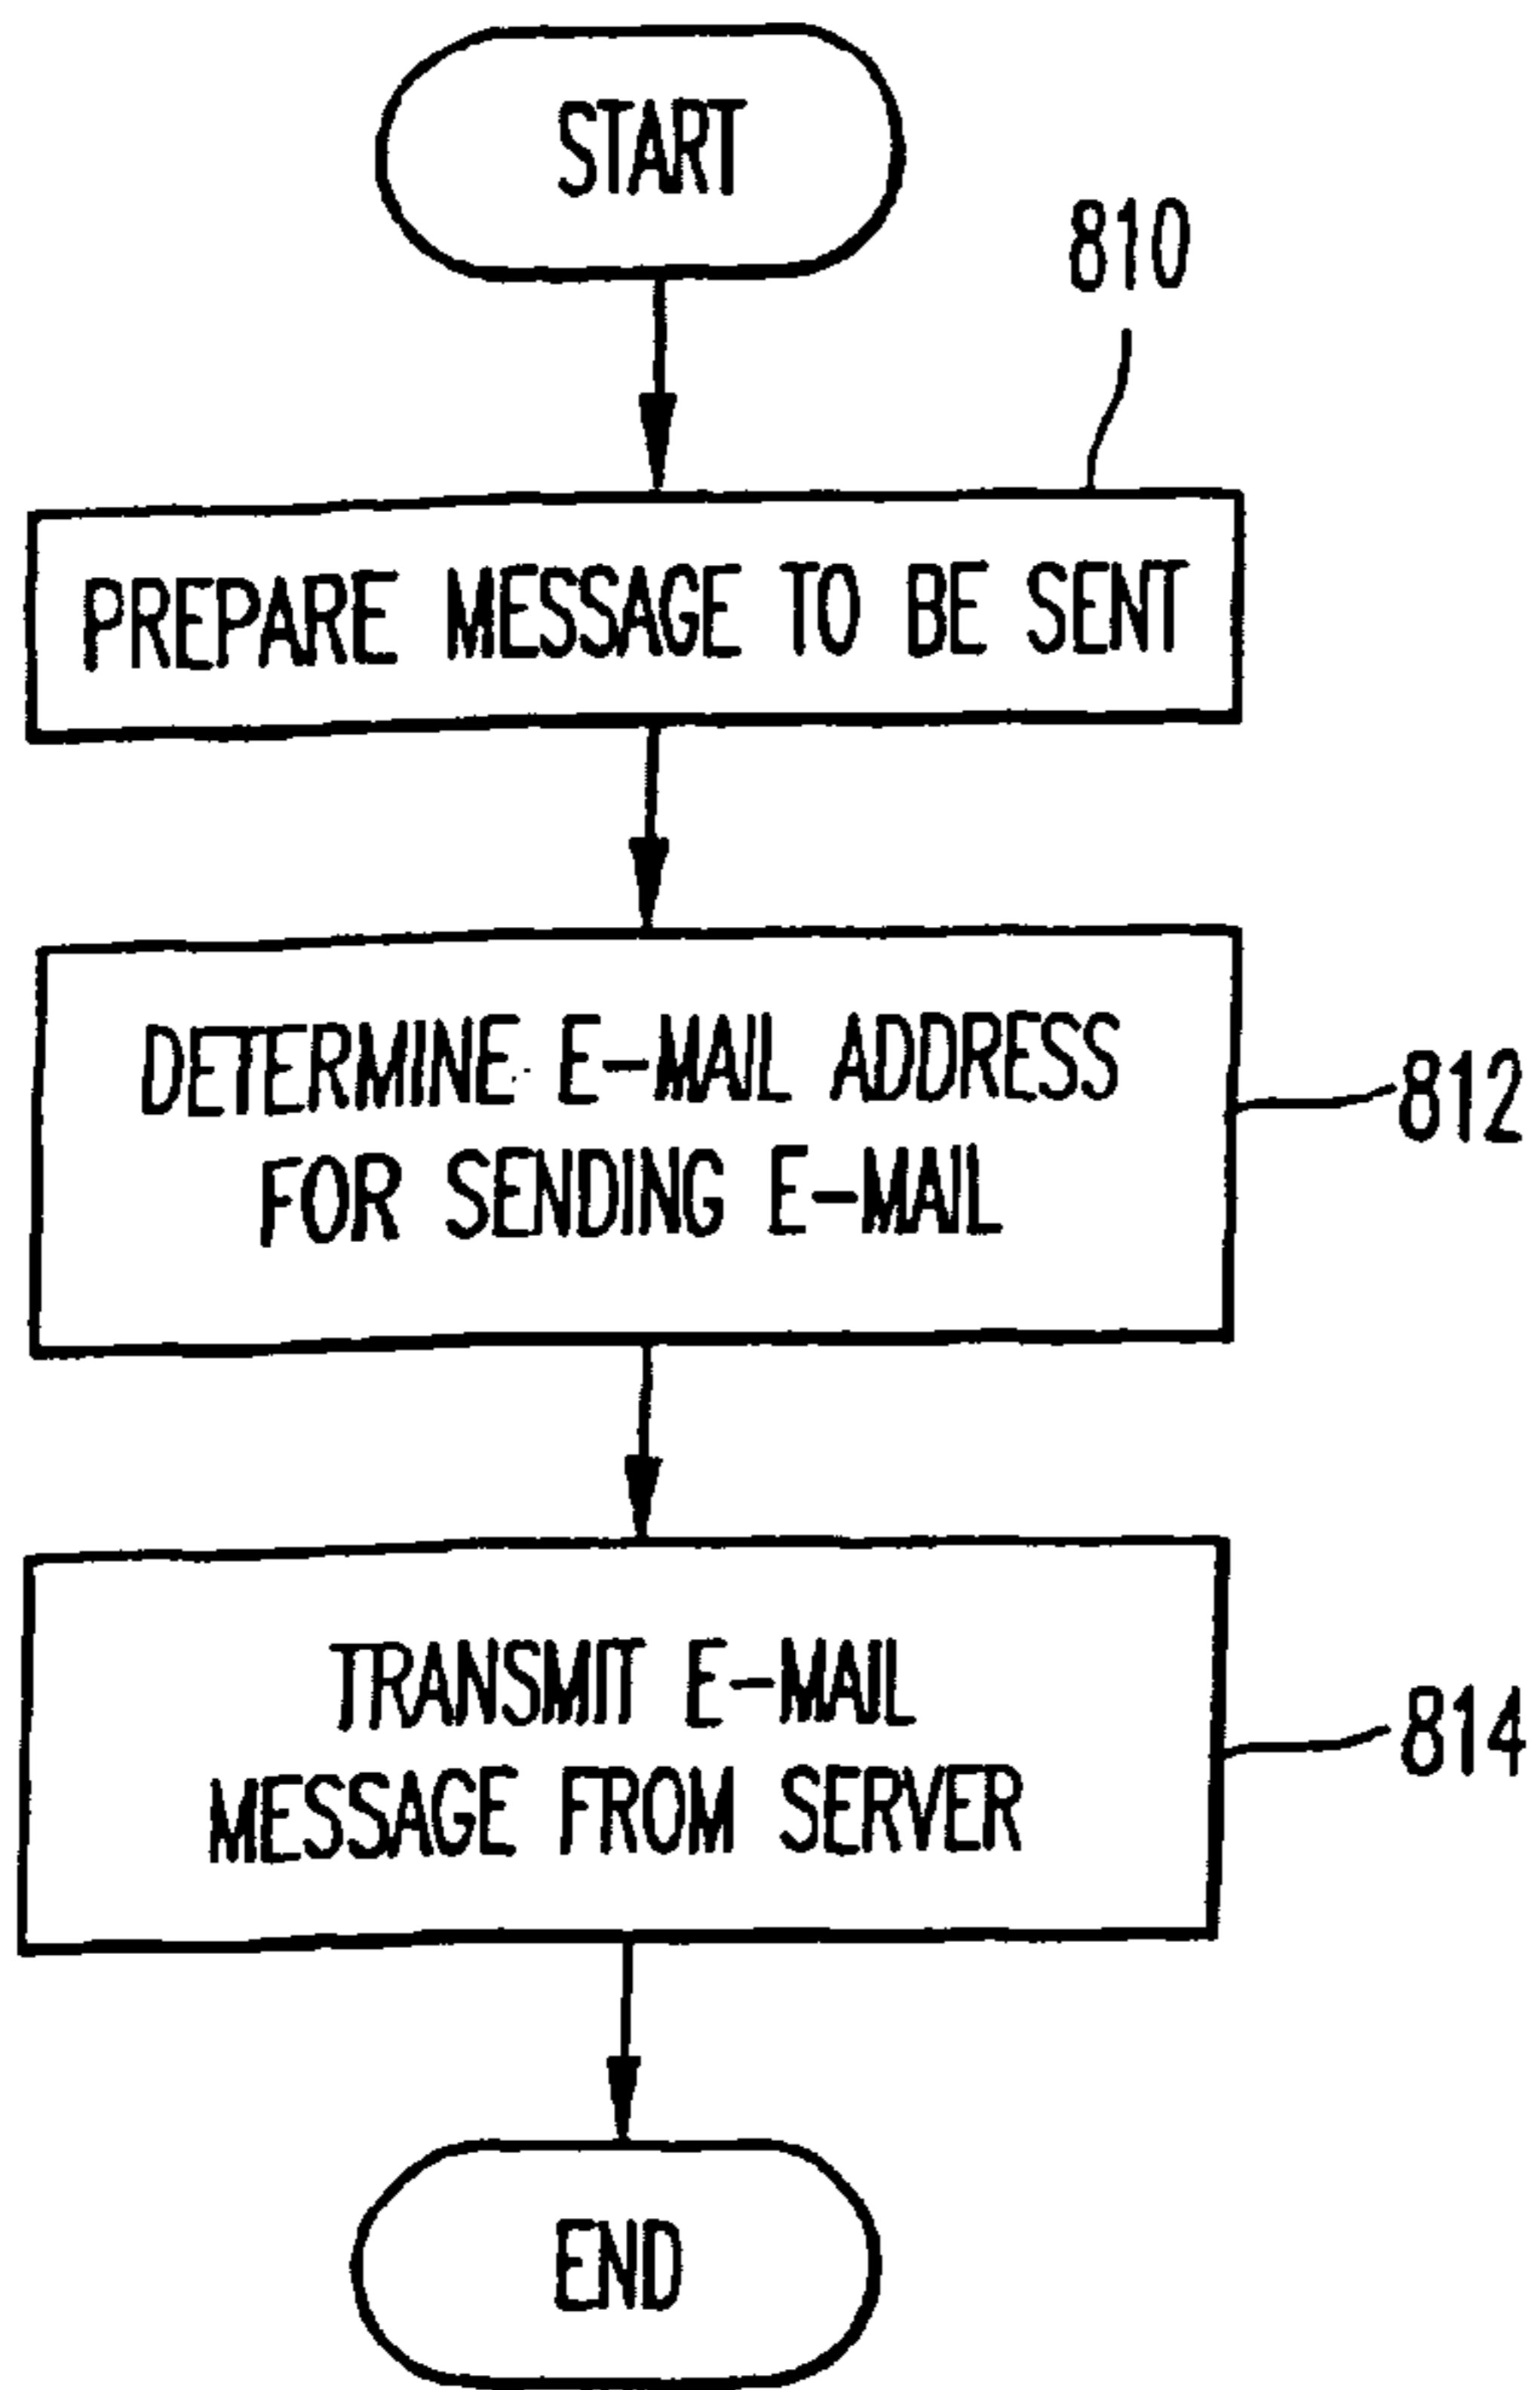 START
810
PREPARE MESSAGE TO BE SENT
DETERMINE E-MAIL ADDRESS
FOR SENDING E-MAIL
812
TRANSMIT E-MAIL
MESSAGE FROM SERVER
814
END